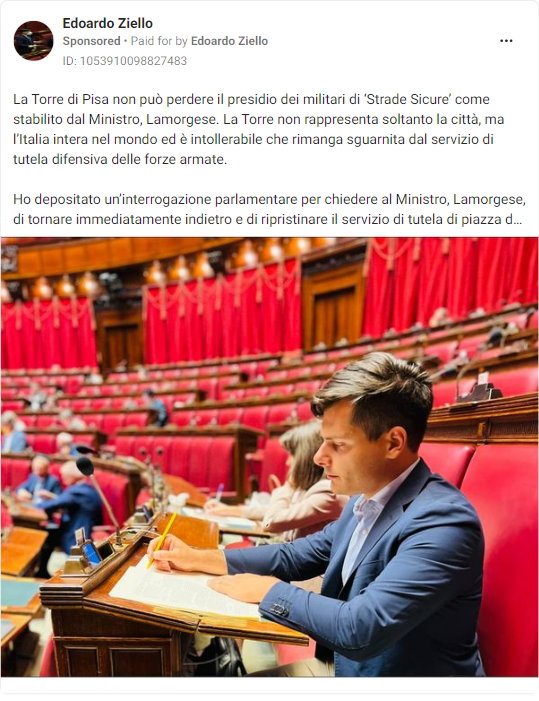 Edoardo Ziello
Sponsored • Paid for by Edoardo Ziello
ID: 1053910098827483
La Torre di Pisa non può perdere il presidio dei militari di ‘Strade Sicure’ come
stabilito dal Ministro, Lamorgese. La Torre non rappresenta soltanto la città, ma
l’Italia intera nel mondo ed è intollerabile che rimanga sguarnita dal servizio di
tutela difensiva delle forze armate.
Ho depositato un’interrogazione parlamentare per chiedere al Ministro, Lamorgese,
di tornare immediatamente indietro e di ripristinare il servizio di tutela di piazza d...